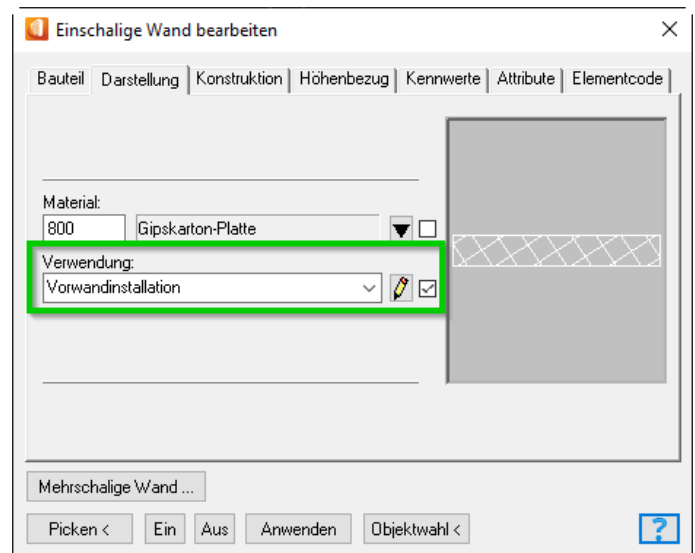 Einschalige Wand bearbeiten
Bauteil Darstellung Konstruktion Höhenbezug Kennwerte Attribute Elementcode
Material:
800 Gipskarton-Platte
Verwendung:
Vorwandinstallation
Mehrschalige Wand ...
Picken < Ein Aus Anwenden Objektwahl < ?